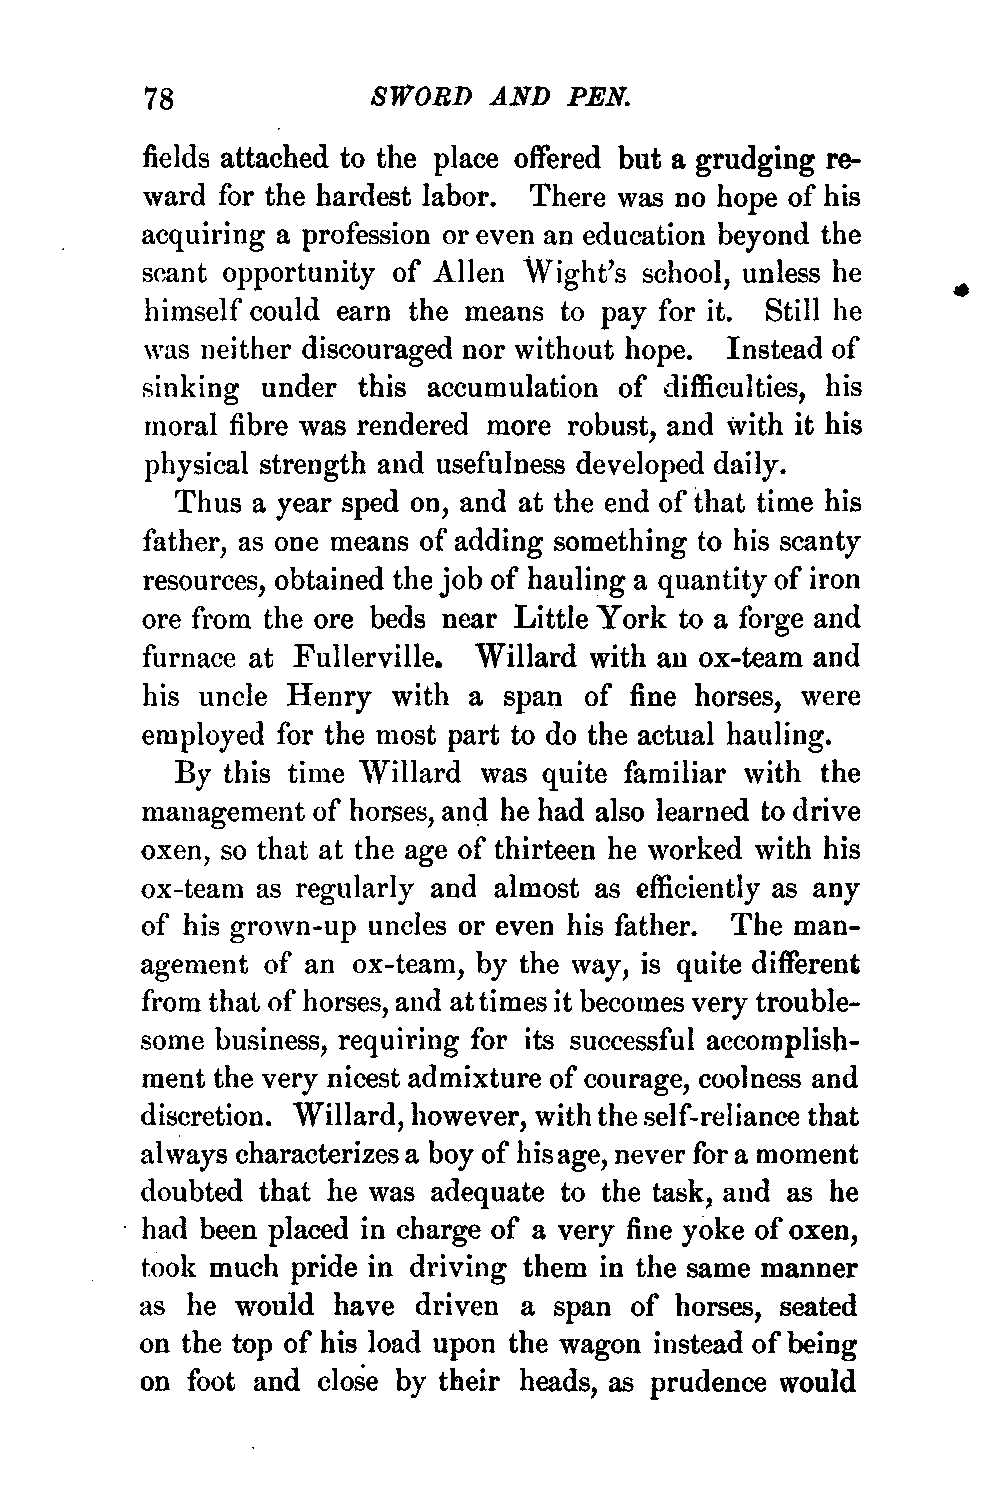 78 SWORD AND PEN.
fields attached to the place offered but a grudging re-
ward for the hardest labor. There was no hope of his
acquiring a profession or even an education beyond the
scant opportunity of Allen Wight's school, unless he
himself could earn the means to pay for it. Still he
was neither discouraged nor without hope. Instead of
sinking under this accumulation of difficulties, his
moral fibre was rendered more robust, and with it his
physical strength and usefulness developed daily.
Thus a year sped on, and at the end of that time his
father, as one means of adding something to his scanty
resources, obtained the job of hauling a quantity of iron
ore from the ore beds near Little York to a forge and
furnace at Fullerville. Willard with an ox-team and
his uncle Henry with a span of fine horses, were
employed for the most part to do the actual hauling.
By this time Willard was quite familiar with the
management of horses, and he had also learned to drive
oxen, so that at the age of thirteen he worked with his
ox-team as regularly and almost as efficiently as any
of his grown-up uncles or even his father. The man-
agement of an ox-team, by the way, is quite different
from that of horses, and at times it becomes very trouble-
some business, requiring for its successful accomplish-
ment the very nicest admixture of courage, coolness and
discretion. Willard, however, with the self-reliance that
always characterizes a boy of his age, never for a moment
doubted that he was adequate to the task, and as he
had been placed in charge of a very fine yoke of oxen,
took much pride in driving them in the same manner
as he would have driven a span of horses, seated
on the top of his load upon the wagon instead of being
on foot and close by their heads, as prudence would